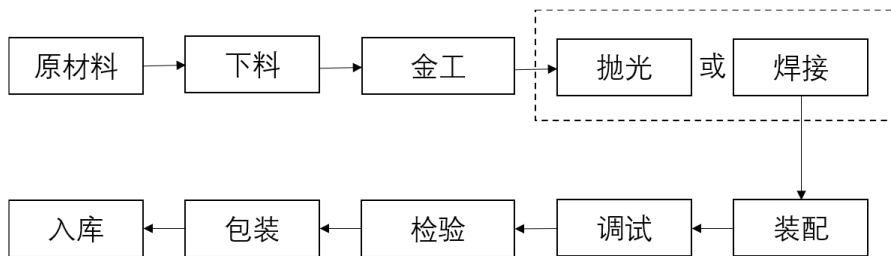 原材料
下料
金工
抛光
或
焊接
装配
调试
检验
包装
入库